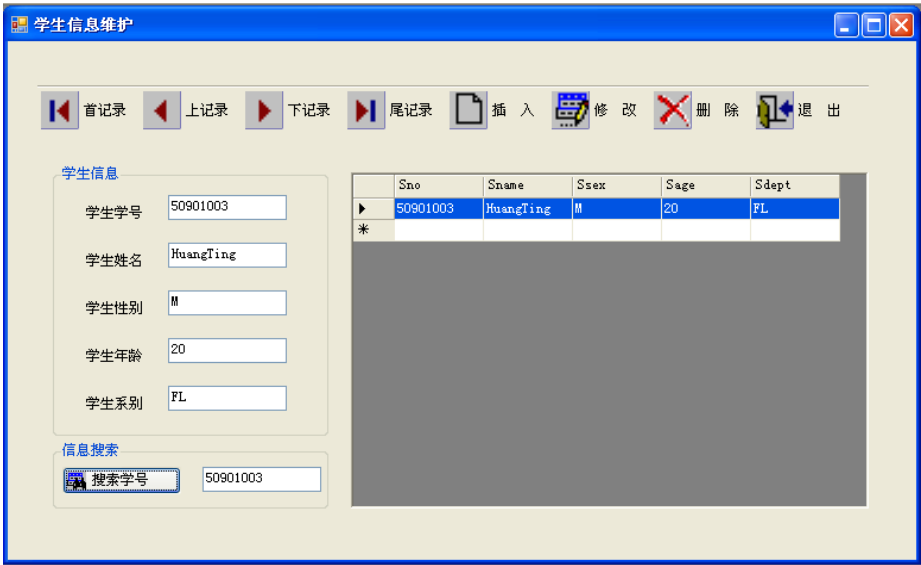 学生信息维护
首记录 上记录 下记录 尾记录 插 入 修 改 删 除 退 出
学生信息
学生学号 50901003
学生姓名 HuangTing
学生性别 M
学生年龄 20
学生系别 FL
信息搜索
搜索学号 50901003
Sno Sname Ssex Sage Sdept
50901003 HuangTing M 20 FL